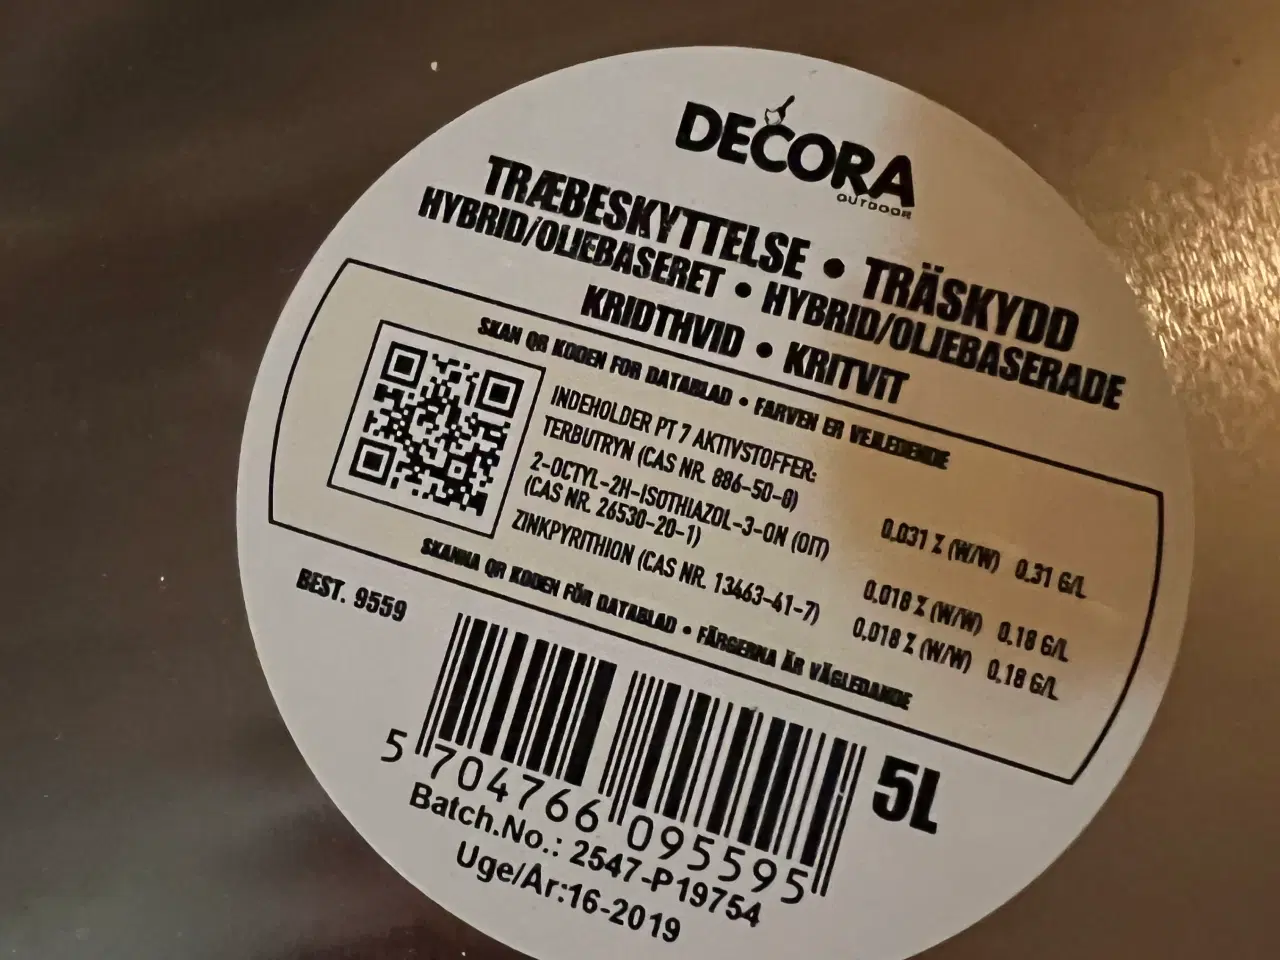 DECORA
OUTDOOR
TRÆBESKYTTELSE • TRÄSKYDD
HYBRID/OLIEBASERET • HYBRID/OLJEBASERADE
KRIDTHVID • KRITVIT
SKAN QR KODEN FOR DATABLAD • FARVEN ER VEJLEDENDE
INDEHOLDER PT 7 AKTIVSTOFFER:
TERBUTRYN (CAS NR. 886-50-0) 0,031 % (W/W) 0.31 G/L
2-OCTYL-2H-ISOTHIAZOL-3-ON (OIT)
(CAS NR. 26530-20-1) 0,018 % (W/W) 0.18 G/L
ZINKPYRITHION (CAS NR. 13463-41-7) 0,018 % (W/W) 0,18 G/L
SKANNA QR KODEN FÖR DATABLAD • FÄRGERNA ÄR VÄGLEDANDE
BEST. 9559
5L
5 704766 095595
Batch.No.: 2547-P19754
Uge/År:16-2019